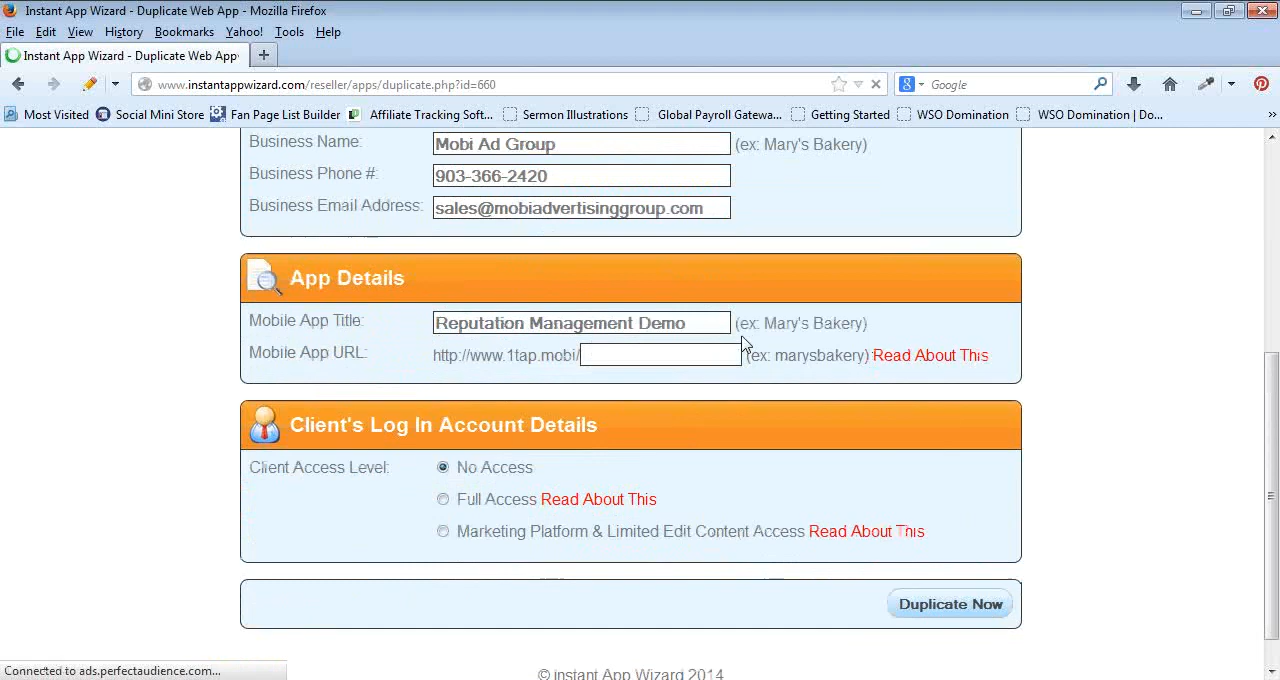 Instant App Wizard - Duplicate Web App - Mozilla Firefox
File Edit View History Bookmarks Yahoo! Tools Help
Instant App Wizard - Duplicate Web App
www.instantappwizard.com/reseller/apps/duplicate.php?id=660 Google
Most Visited Social Mini Store Fan Page List Builder Affiliate Tracking Soft... Sermon Illustrations Global Payroll Gatewa... Getting Started WSO Domination WSO Domination | Do...
Business Name: Mobi Ad Group (ex: Mary's Bakery)
Business Phone #: 903-366-2420
Business Email Address: sales@mobiadvertisinggroup.com
App Details
Mobile App Title: Reputation Management Demo (ex: Mary's Bakery)
Mobile App URL: http://www.1tap.mobi/ (ex: marysbakery) Read About This
Client's Log In Account Details
Client Access Level: No Access
Full Access Read About This
Marketing Platform & Limited Edit Content Access Read About This
Duplicate Now
Connected to ads.perfectaudience.com...
© instant App Wizard 2014